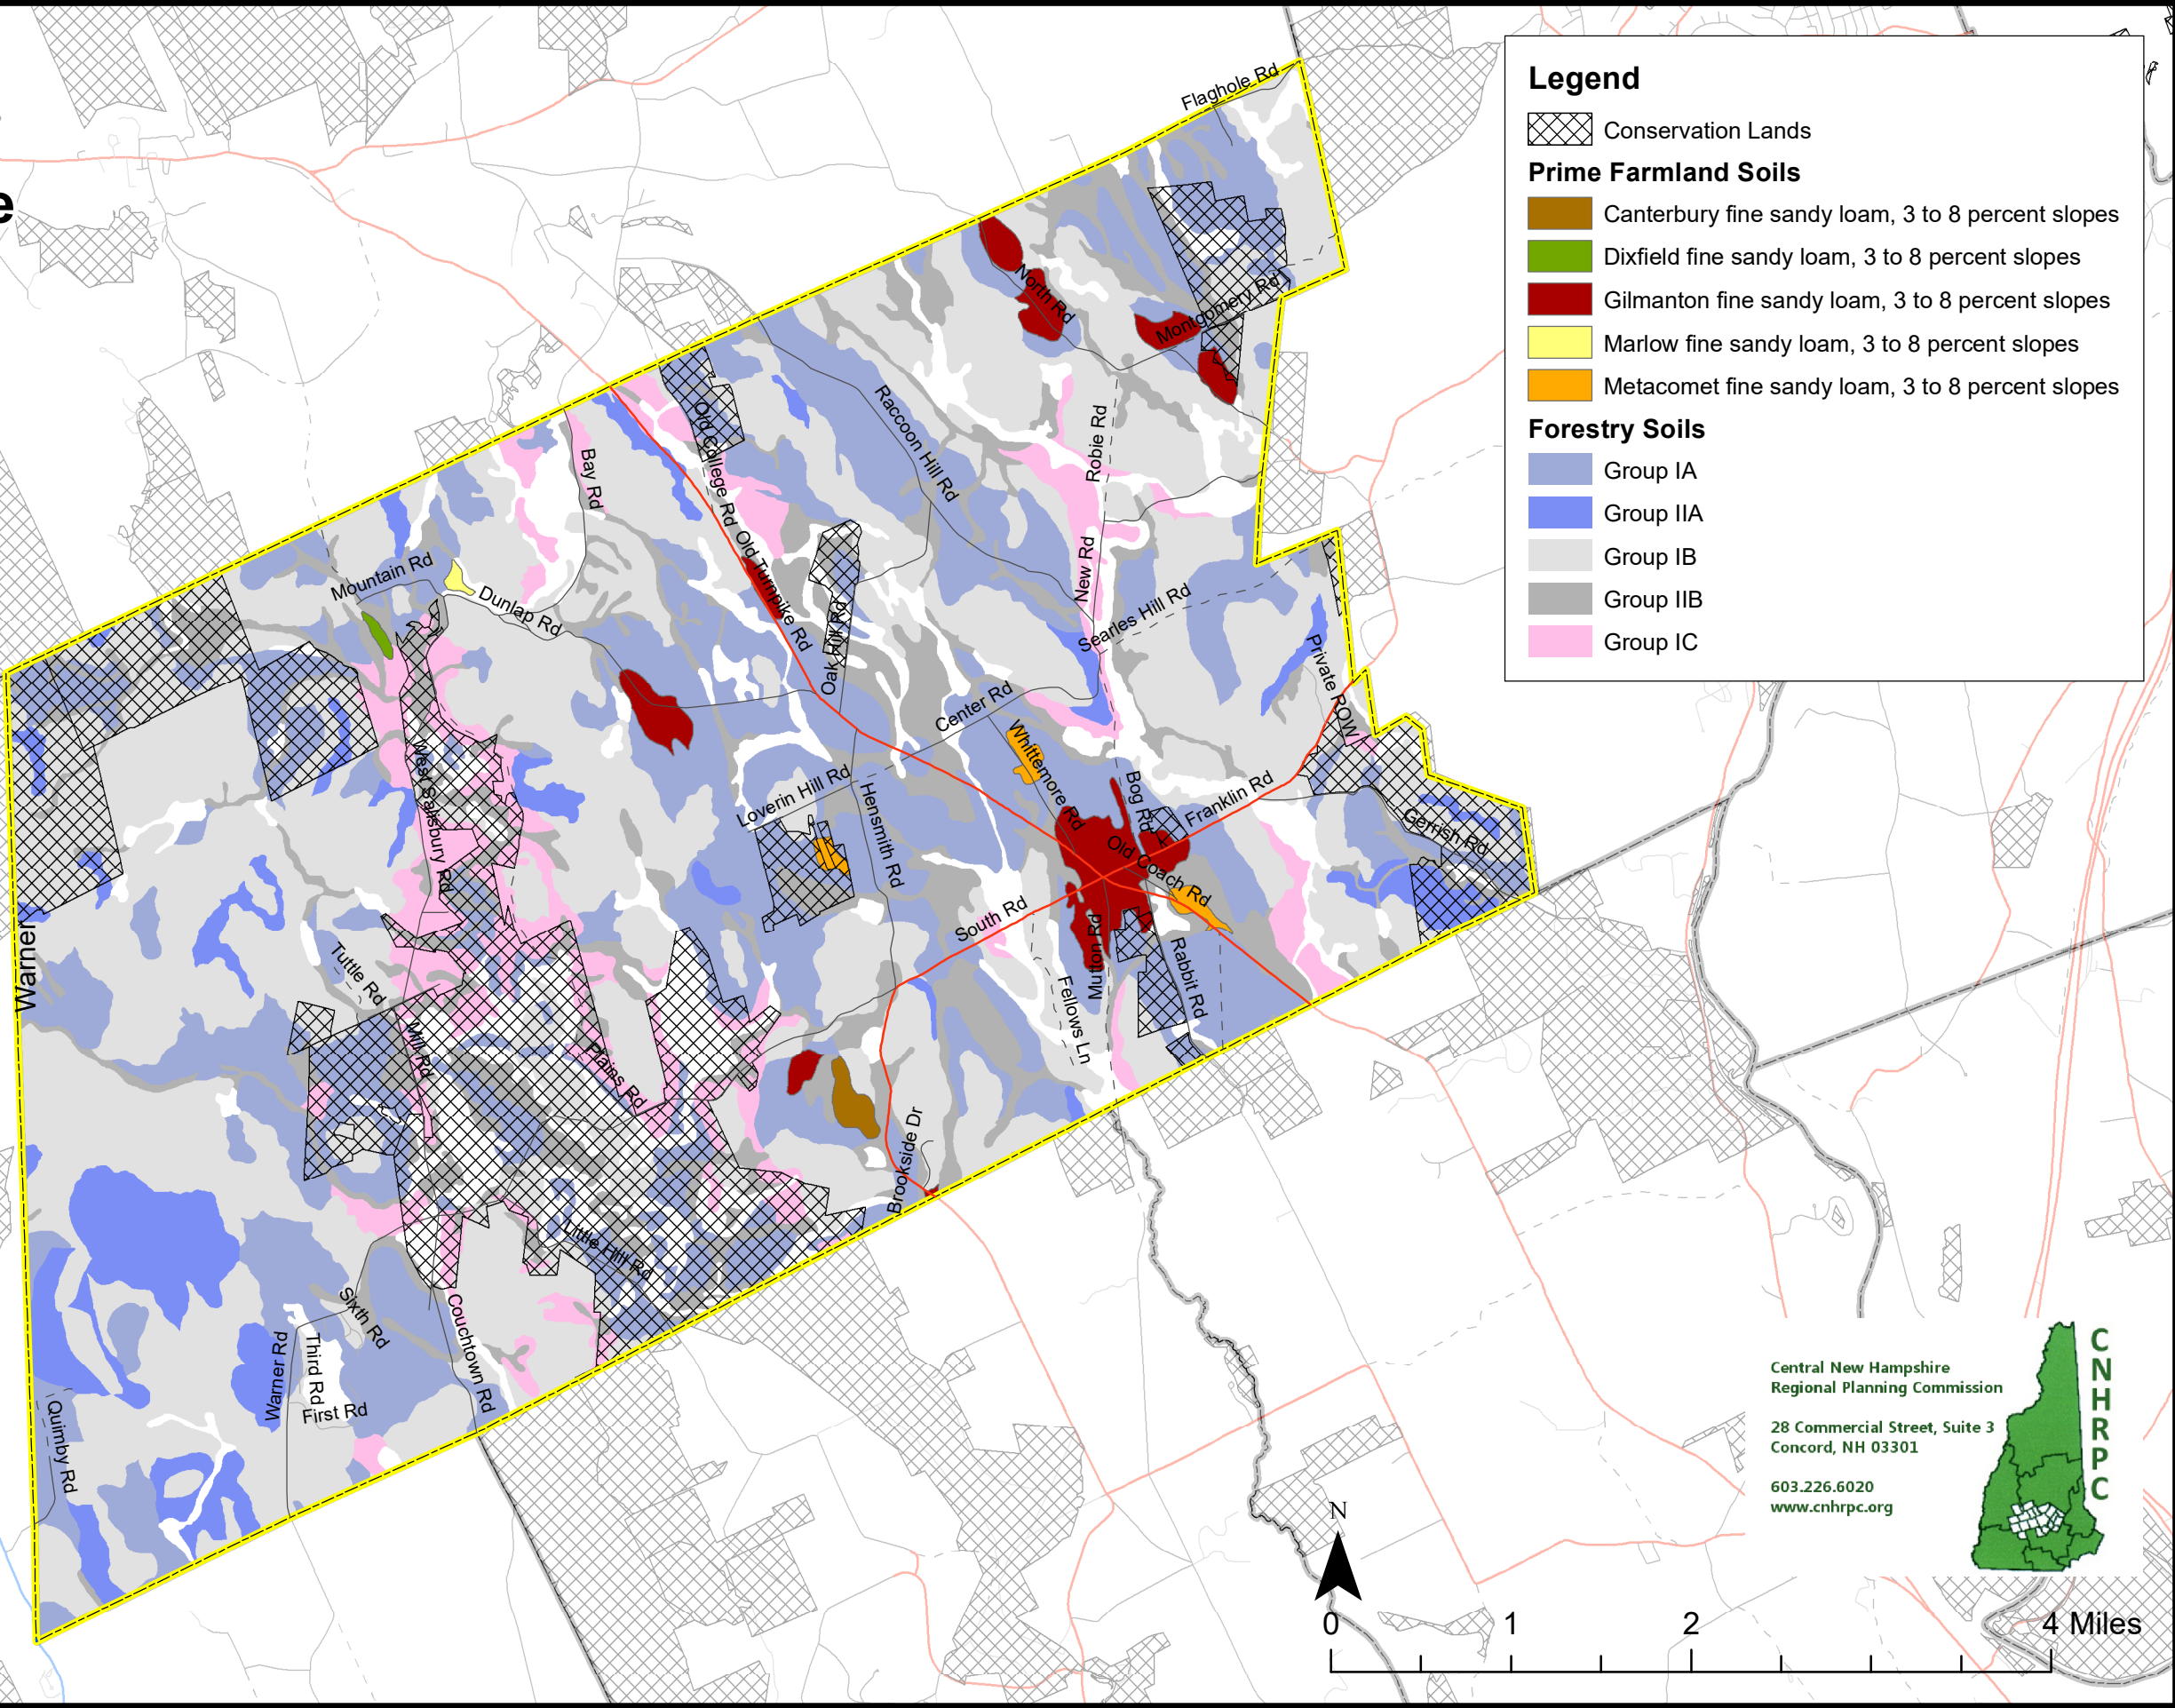 e
Legend
Conservation Lands
Prime Farmland Soils
Canterbury fine sandy loam, 3 to 8 percent slopes
Dixfield fine sandy loam, 3 to 8 percent slopes
Gilmanton fine sandy loam, 3 to 8 percent slopes
Marlow fine sandy loam, 3 to 8 percent slopes
Metacomet fine sandy loam, 3 to 8 percent slopes
Forestry Soils
Group IA
Group IIA
Group IB
Group IIB
Group IC
Flaghole Rd
North Rd
Montgomery Rd
Raccoon Hill Rd
Robie Rd
Old College Rd
Bay Rd
Old Turnpike Rd
Mountain Rd
Dunlap Rd
Oak Hill Rd
New Rd
Searles Hill Rd
Private ROW
Center Rd
Whittemore Rd
West Salisbury Rd
Loverin Hill Rd
Hensmith Rd
Bog Rd
Franklin Rd
Gerrish Rd
Old Coach Rd
South Rd
Mutton Rd
Rabbit Rd
Fellows Ln
Warner
Tuttle Rd
Mill Rd
Plains Rd
Brookside Dr
Little Hill Rd
Sixth Rd
Couchtown Rd
Warner Rd
Third Rd
First Rd
Quimby Rd
Central New Hampshire
Regional Planning Commission
28 Commercial Street, Suite 3
Concord, NH 03301
603.226.6020
www.cnhrpc.org
CNHRPC
N
0 1 2 4 Miles